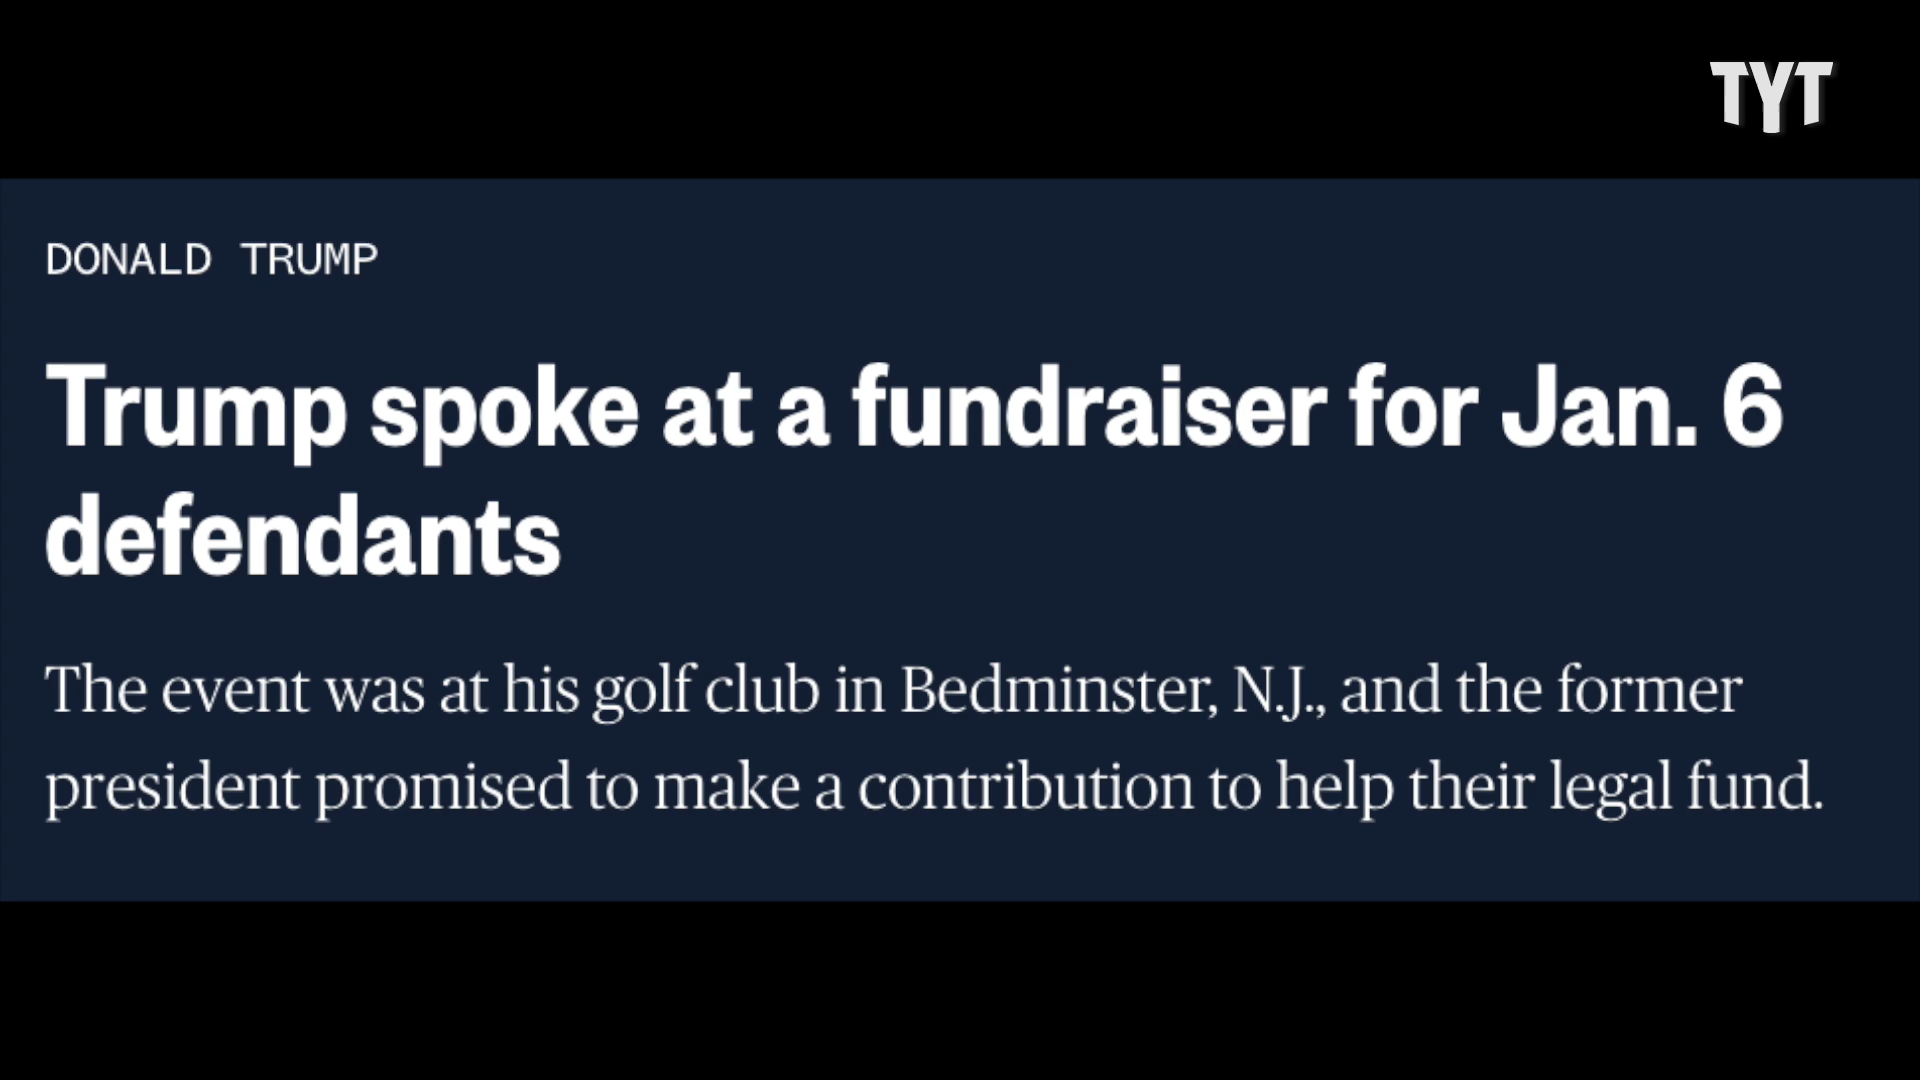 TYT
DONALD TRUMP
Trump spoke at a fundraiser for Jan. 6
defendants
The event was at his golf club in Bedminster, N.J., and the former
president promised to make a contribution to help their legal fund.